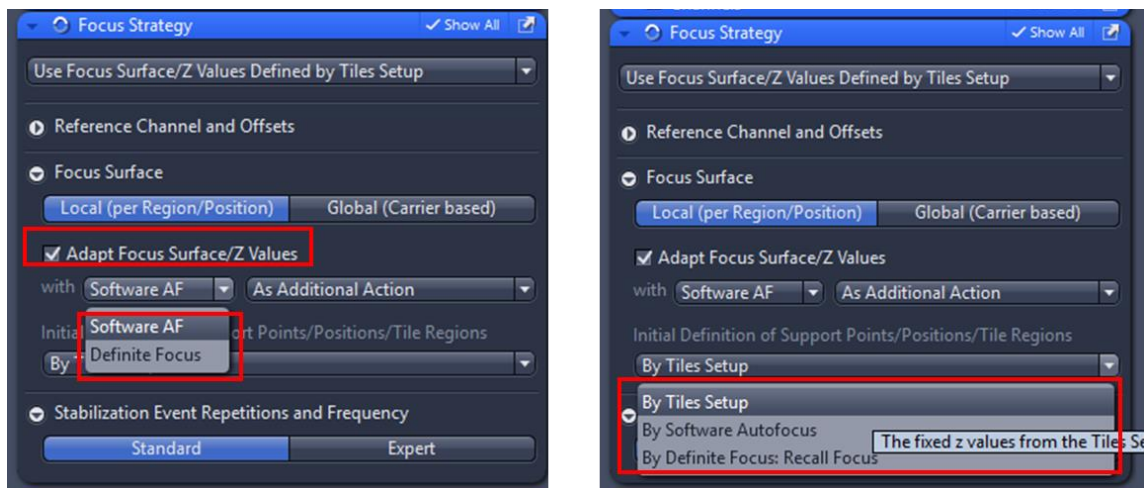 Focus Strategy
Show All
Use Focus Surface/Z Values Defined by Tiles Setup
Reference Channel and Offsets
Focus Surface
Local (per Region/Position)
Global (Carrier based)
Adapt Focus Surface/Z Values
with Software AF As Additional Action
Software AF
Definite Focus
Initial
ort Points/Positions/Tile Regions
By
Stabilization Event Repetitions and Frequency
Standard
Expert
Focus Strategy
Show All
Use Focus Surface/Z Values Defined by Tiles Setup
Reference Channel and Offsets
Focus Surface
Local (per Region/Position)
Global (Carrier based)
Adapt Focus Surface/Z Values
with Software AF As Additional Action
Initial Definition of Support Points/Positions/Tile Regions
By Tiles Setup
By Tiles Setup
By Software Autofocus
The fixed z values from the Tiles Se
By Definite Focus: Recall Focus